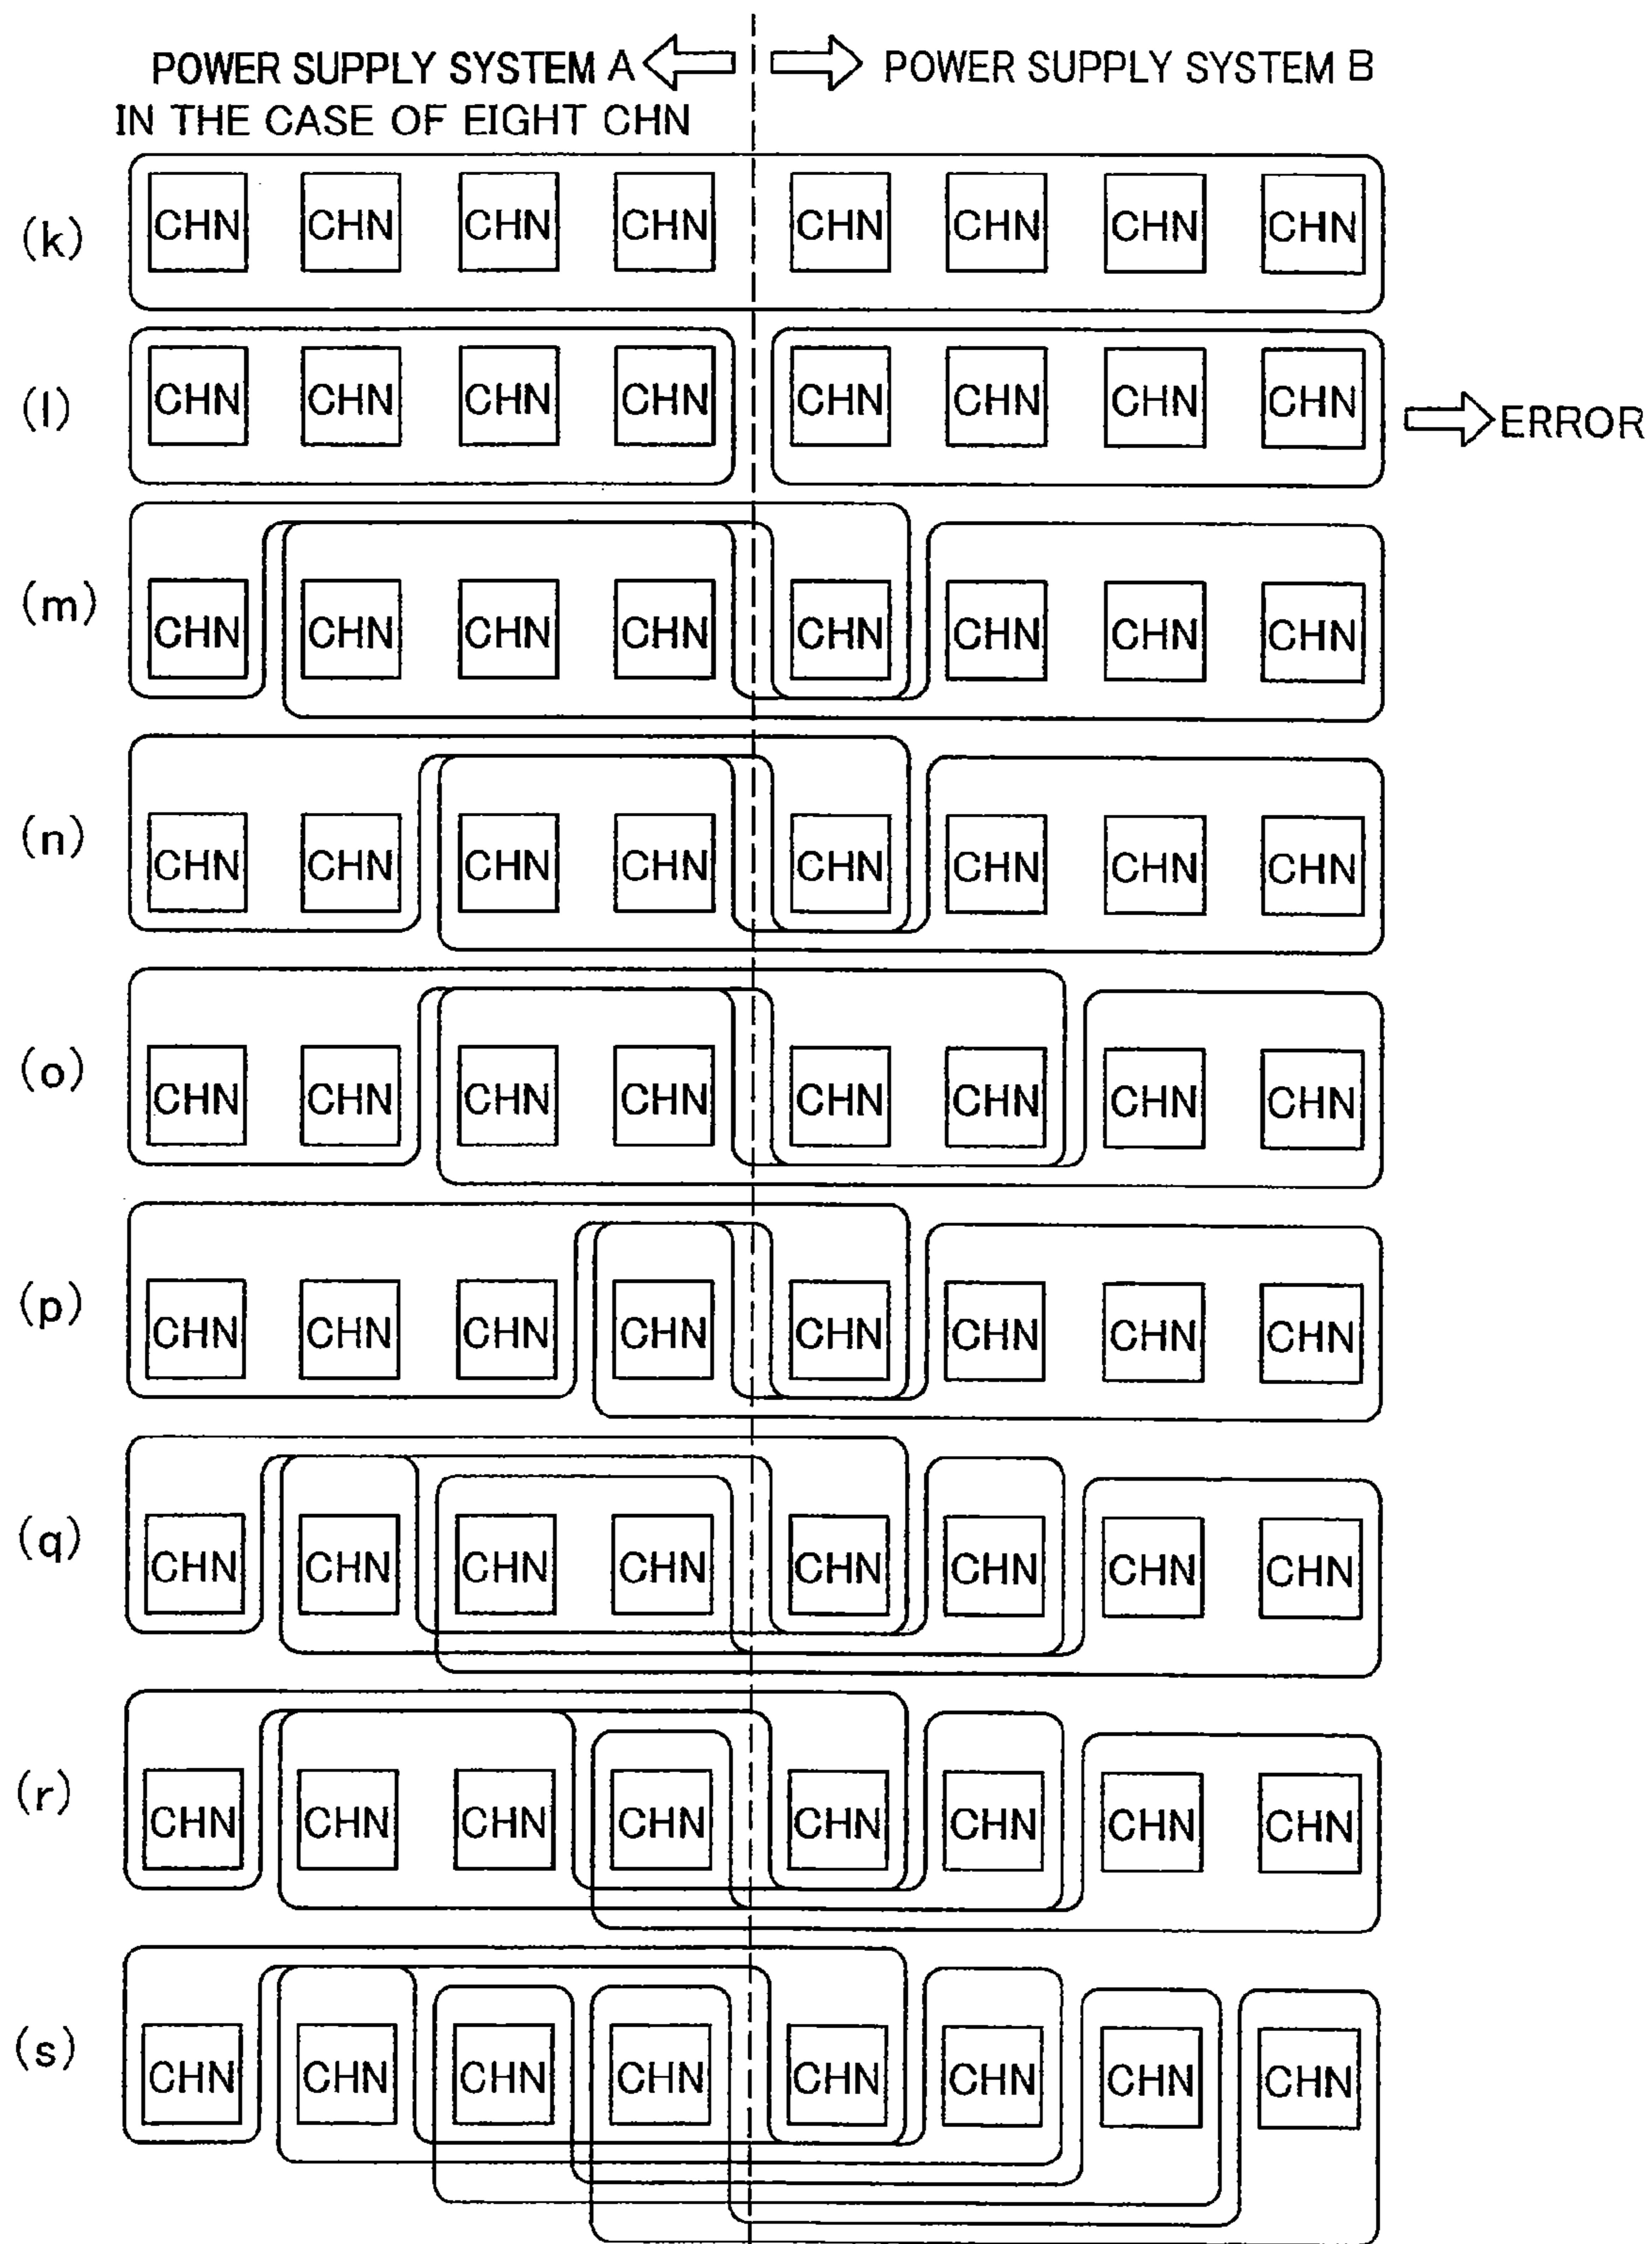 POWER SUPPLY SYSTEM A
POWER SUPPLY SYSTEM B
IN THE CASE OF EIGHT CHN
(k) CHN CHN CHN CHN CHN CHN CHN CHN
(l) CHN CHN CHN CHN CHN CHN CHN CHN ERROR
(m) CHN CHN CHN CHN CHN CHN CHN CHN
(n) CHN CHN CHN CHN CHN CHN CHN CHN
(o) CHN CHN CHN CHN CHN CHN CHN CHN
(p) CHN CHN CHN CHN CHN CHN CHN CHN
(q) CHN CHN CHN CHN CHN CHN CHN CHN
(r) CHN CHN CHN CHN CHN CHN CHN CHN
(s) CHN CHN CHN CHN CHN CHN CHN CHN